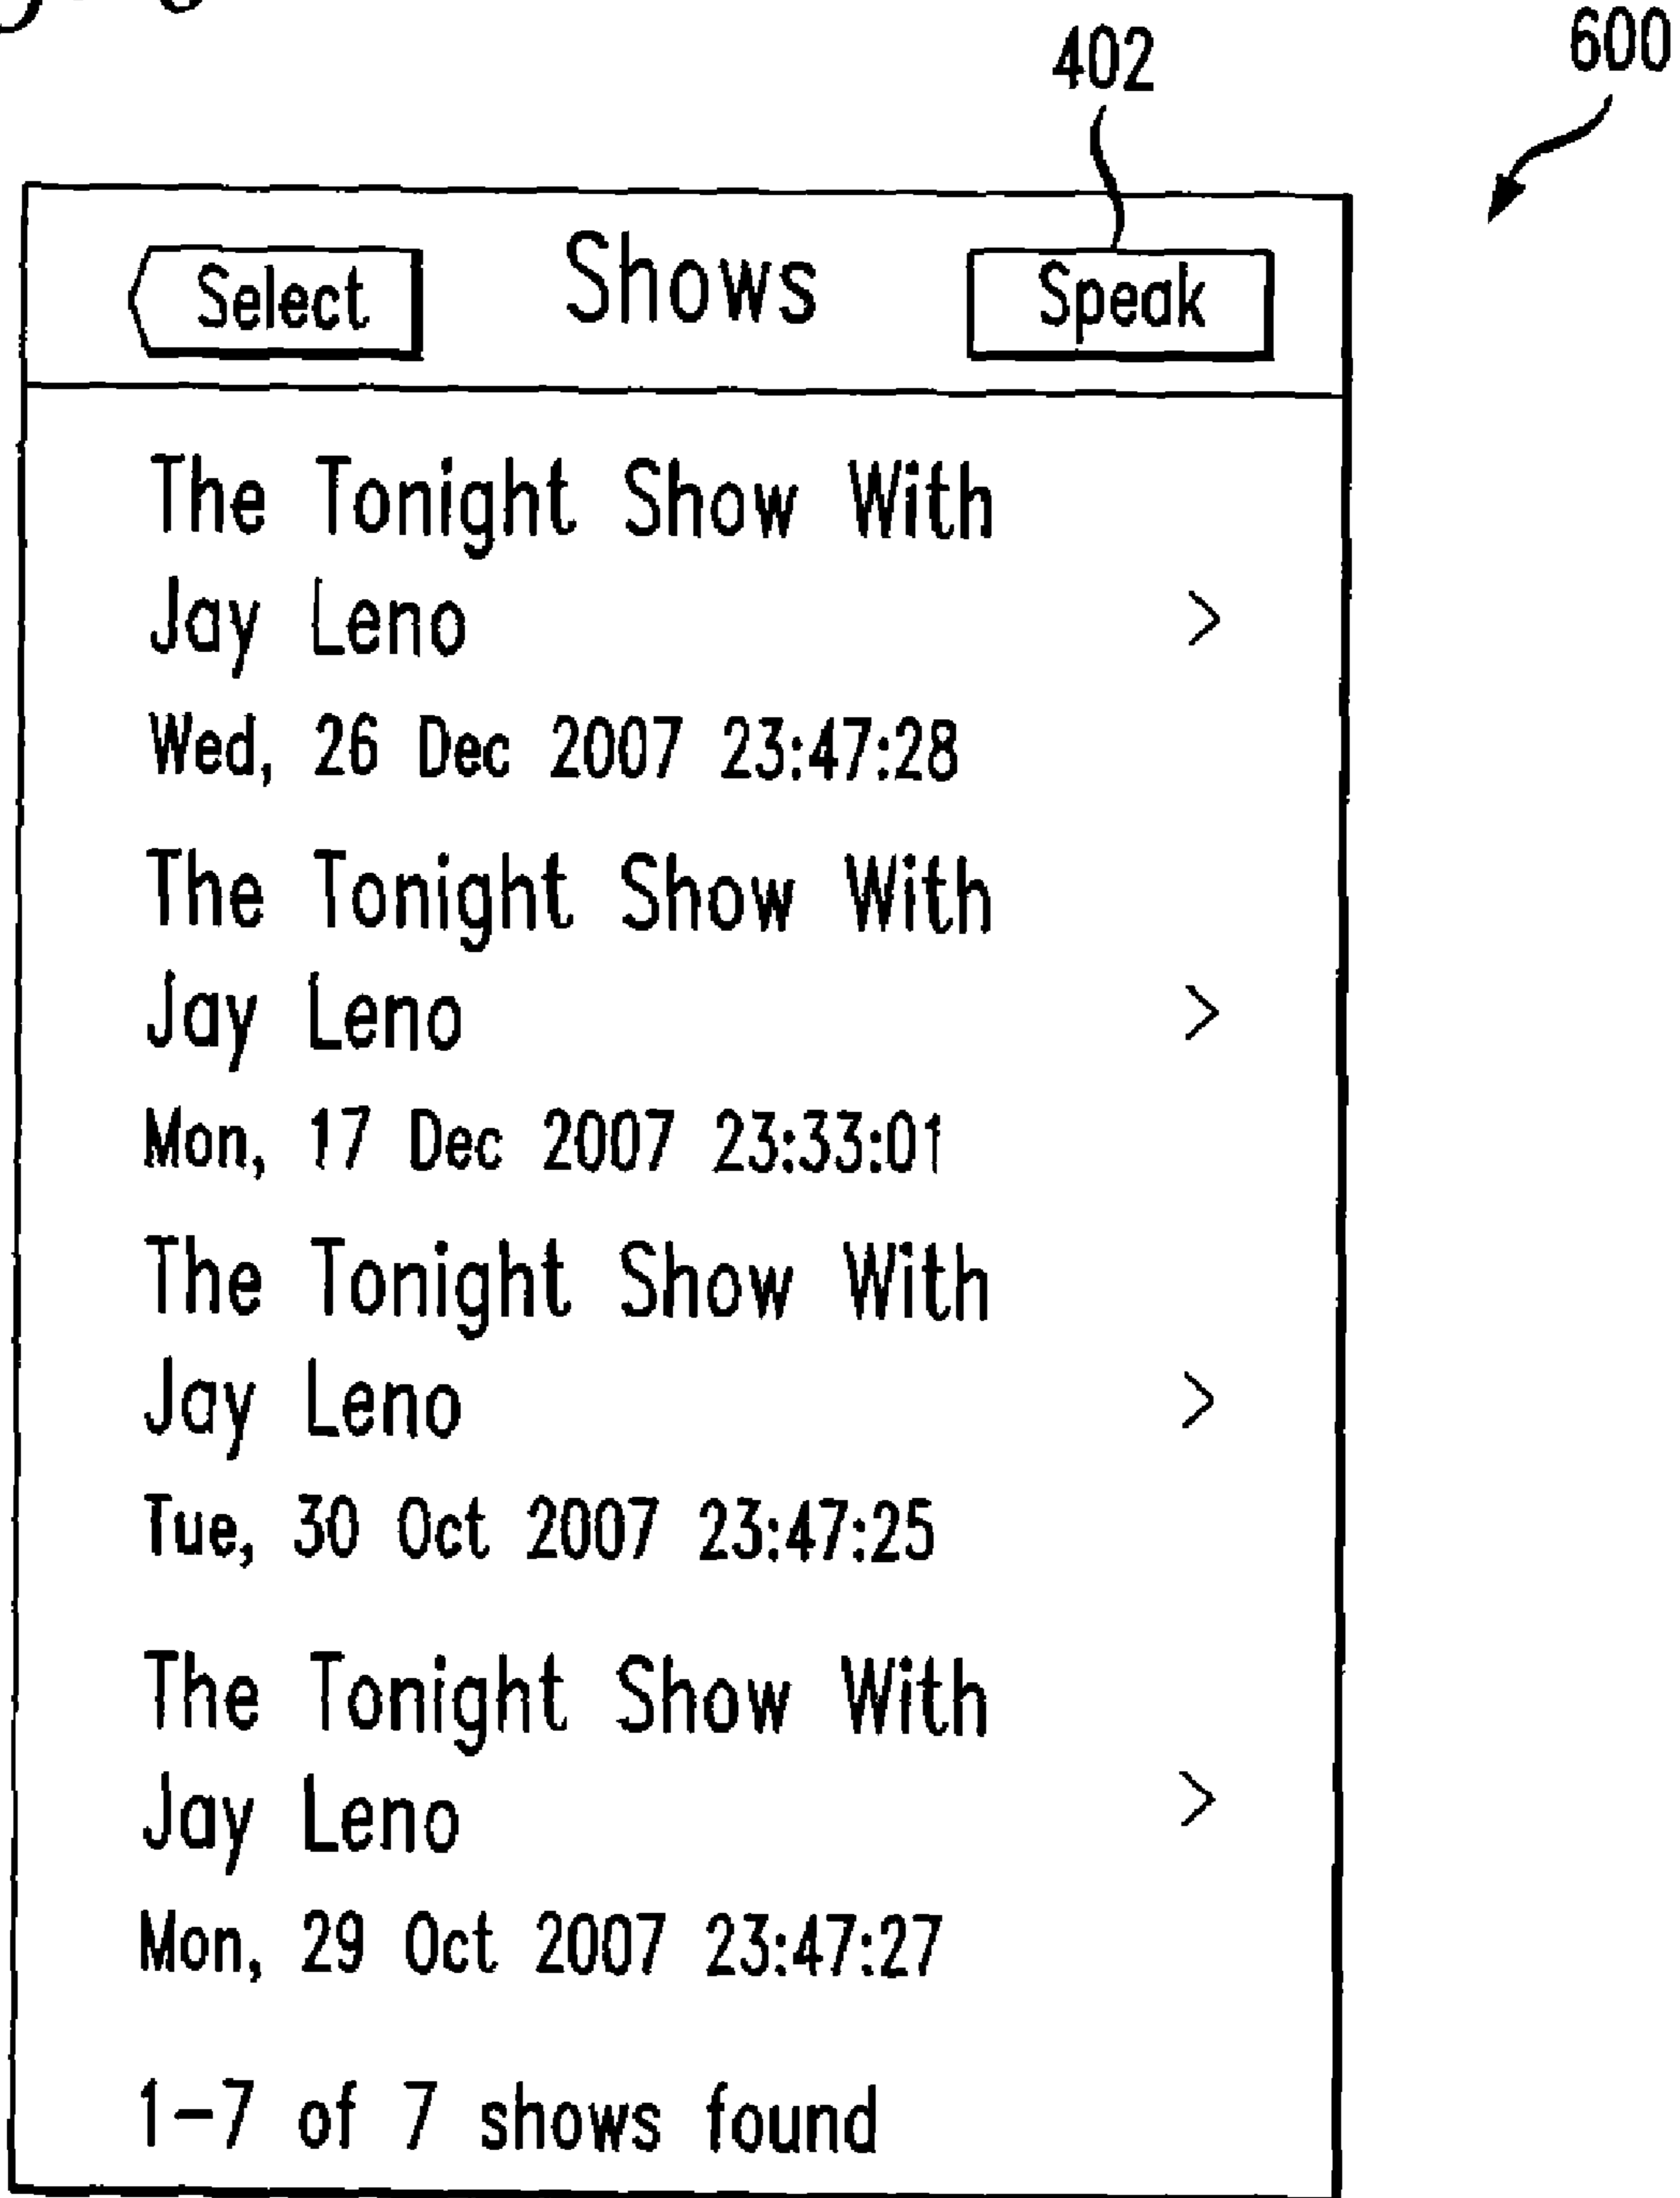 402
600
Select Shows Speak
The Tonight Show With
Jay Leno >
Wed, 26 Dec 2007 23:47:28
The Tonight Show With
Jay Leno >
Mon, 17 Dec 2007 23:33:01
The Tonight Show With
Jay Leno >
Tue, 30 Oct 2007 23:47:25
The Tonight Show With
Jay Leno >
Mon, 29 Oct 2007 23:47:27
1-7 of 7 shows found